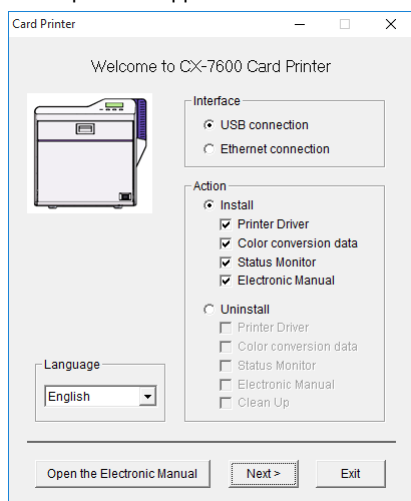 Card Printer
Welcome to CX-7600 Card Printer
Interface
USB connection
Ethernet connection
Action
Install
Printer Driver
Color conversion data
Status Monitor
Electronic Manual
Uninstall
Printer Driver
Color conversion data
Status Monitor
Electronic Manual
Clean Up
Language
English
Open the Electronic Manual
Next >
Exit